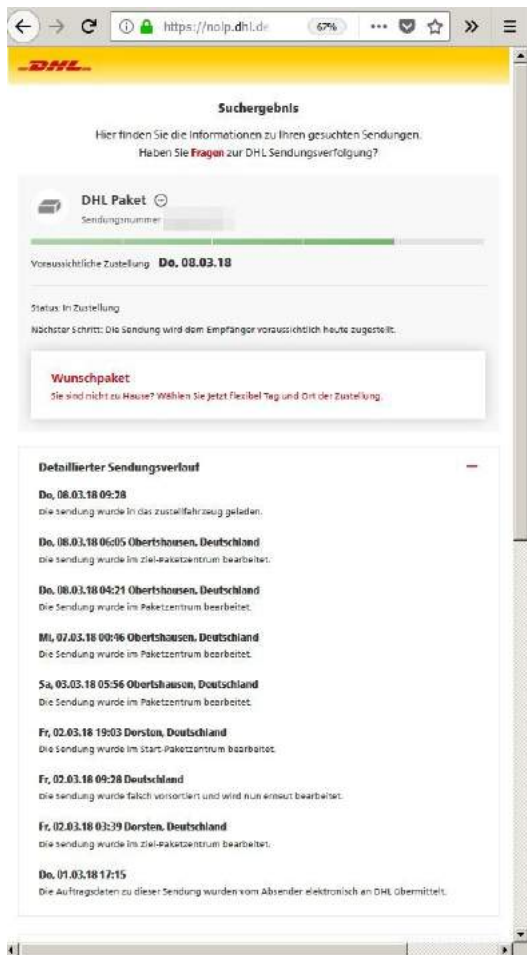 https://nolp.dhl.de
67%
DHL
Suchergebnis
Hier finden Sie die Informationen zu Ihren gesuchten Sendungen.
Haben Sie Fragen zur DHL Sendungsverfolgung?
DHL Paket
Sendungsnummer
Voraussichtliche Zustellung Do, 08.03.18
Status: In Zustellung
Nächster Schritt: Die Sendung wird dem Empfänger voraussichtlich heute zugestellt.
Wunschpaket
Sie sind nicht zu Hause? Wählen Sie jetzt flexibel Tag und Ort der Zustellung.
Detaillierter Sendungsverlauf
Do, 08.03.18 09:28
Die Sendung wurde in das Zustellfahrzeug geladen.
Do, 08.03.18 06:05 Obertshausen, Deutschland
Die Sendung wurde im Ziel-Paketzentrum bearbeitet.
Do, 08.03.18 04:21 Obertshausen, Deutschland
Die Sendung wurde im Paketzentrum bearbeitet.
Mi, 07.03.18 00:46 Obertshausen, Deutschland
Die Sendung wurde im Paketzentrum bearbeitet.
Sa, 03.03.18 05:56 Obertshausen, Deutschland
Die Sendung wurde im Paketzentrum bearbeitet.
Fr, 02.03.18 19:03 Dorsten, Deutschland
Die Sendung wurde im Start-Paketzentrum bearbeitet.
Fr, 02.03.18 09:28 Deutschland
Die Sendung wurde falsch vorsortiert und wird nun erneut bearbeitet.
Fr, 02.03.18 03:39 Dorsten, Deutschland
Die Sendung wurde im Ziel-Paketzentrum bearbeitet.
Do, 01.03.18 17:15
Die Auftragsdaten zu dieser Sendung wurden vom Absender elektronisch an DHL übermittelt.